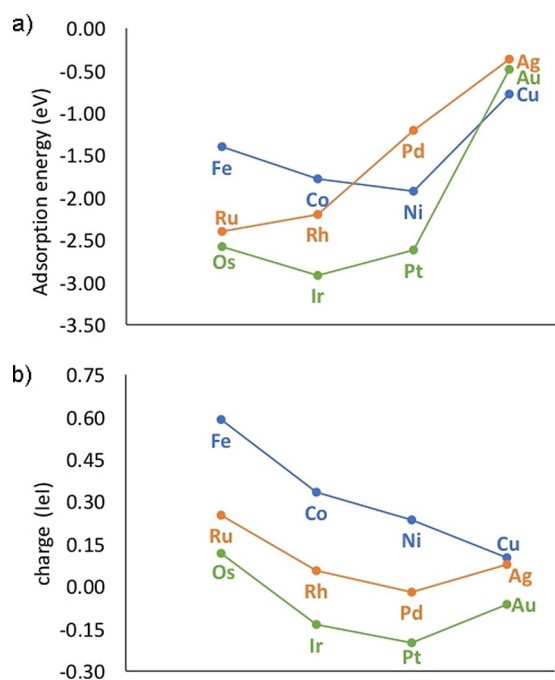 a)
0.00
-0.50
-1.00
-1.50
-2.00
-2.50
-3.00
-3.50
Adsorption energy (eV)
Fe
Co
Ni
Cu
Ru
Rh
Pd
Ag
Os
Ir
Pt
Au
b)
0.75
0.60
0.45
0.30
0.15
0.00
-0.15
-0.30
charge (IeI)
Fe
Co
Ni
Cu
Ru
Rh
Pd
Ag
Os
Ir
Pt
Au